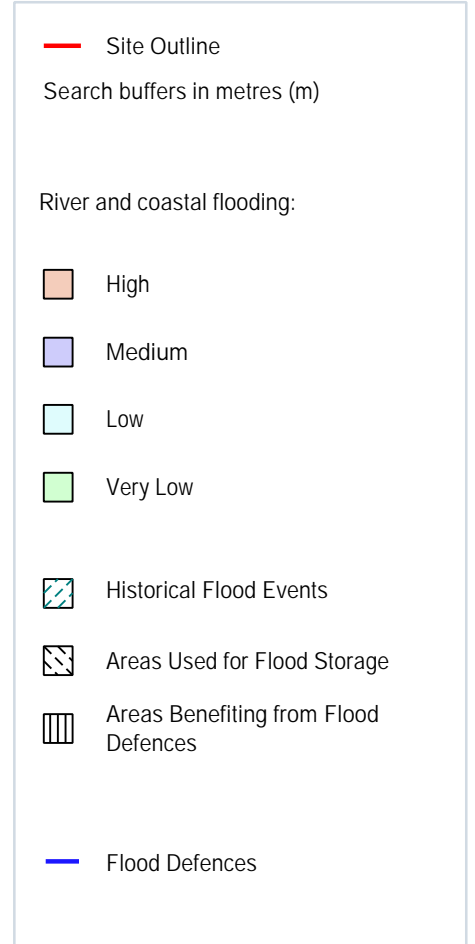 Site Outline
Search buffers in metres (m)
River and coastal flooding:
High
Medium
Low
Very Low
Historical Flood Events
Areas Used for Flood Storage
Areas Benefiting from Flood
Defences
Flood Defences